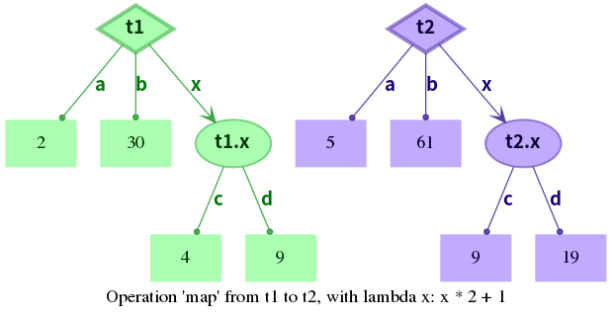 t1 t2
a b x a b x
2 30 t1.x 5 61 t2.x
c d c d
4 9 9 19
Operation 'map' from t1 to t2, with lambda x: x * 2 + 1